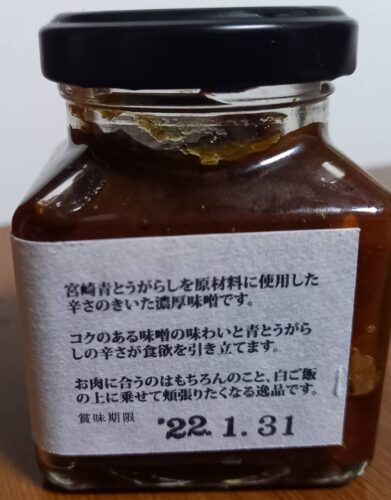 宮崎青とうがらしを原材料に使用した
辛さのきいた濃厚味噌です。
コクのある味噌の味わいと青とうがら
しの辛さが食欲を引き立てます。
お肉に合うのはもちろんのこと、白ご飯
の上に乗せて頬張りたくなる逸品です。
賞味期限 '22.1.31